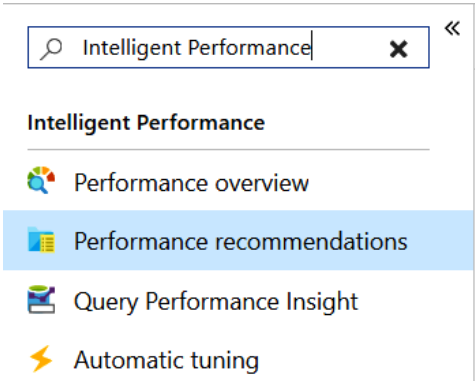 Intelligent Performance
Intelligent Performance
Performance overview
Performance recommendations
Query Performance Insight
Automatic tuning